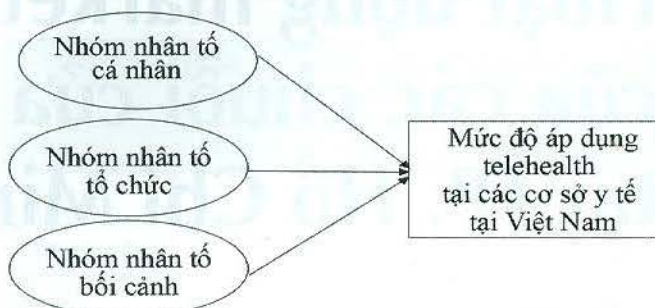 Nhóm nhân tố
cá nhân
Nhóm nhân tố
tổ chức
Nhóm nhân tố
bối cảnh
Mức độ áp dụng
telehealth
tại các cơ sở y tế
tại Việt Nam